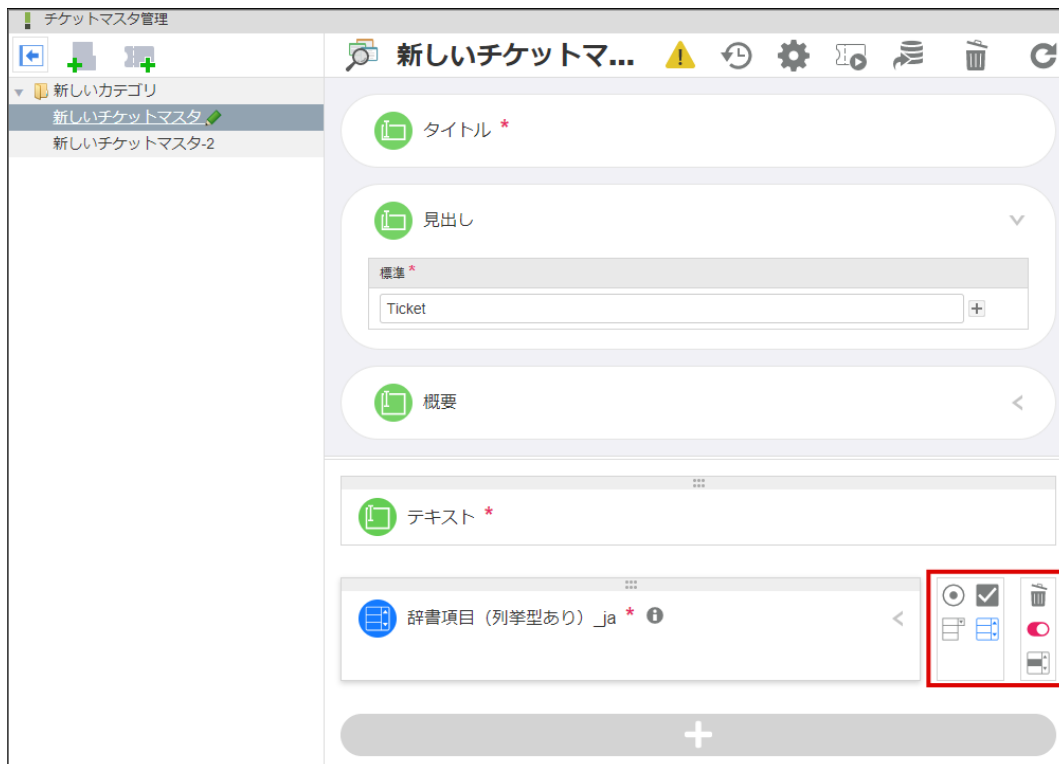 チケットマスタ管理
新しいチケットマ...
新しいカテゴリ
新しいチケットマスタ
新しいチケットマスタ-2
タイトル *
見出し
標準 *
Ticket
概要
テキスト *
辞書項目（列挙型あり）_ja *